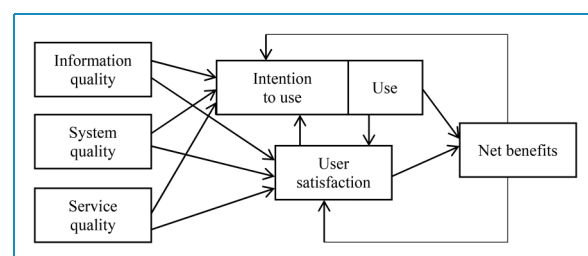 Information
quality
System
quality
Service
quality
Intention
to use
Use
User
satisfaction
Net benefits